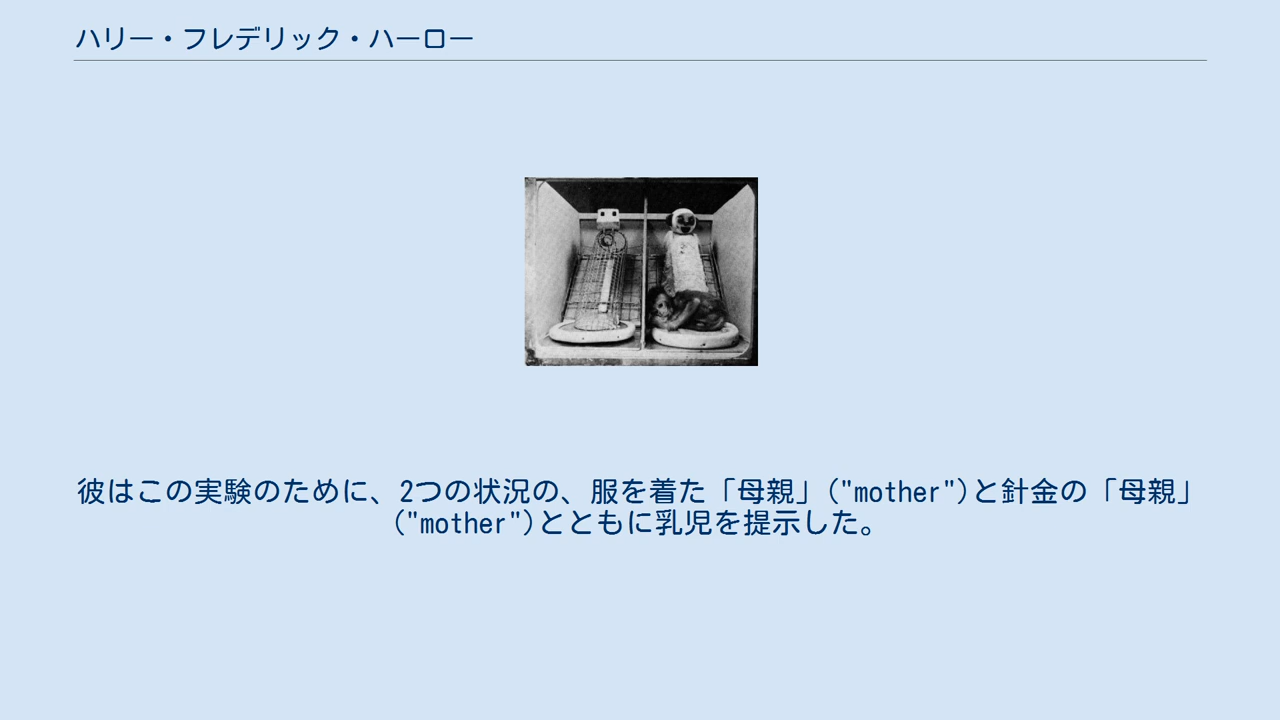 ハリー・フレデリック・ハーロー
彼はこの実験のために、2つの状況の、服を着た「母親」("mother")と針金の「母親」
("mother")とともに乳児を提示した。